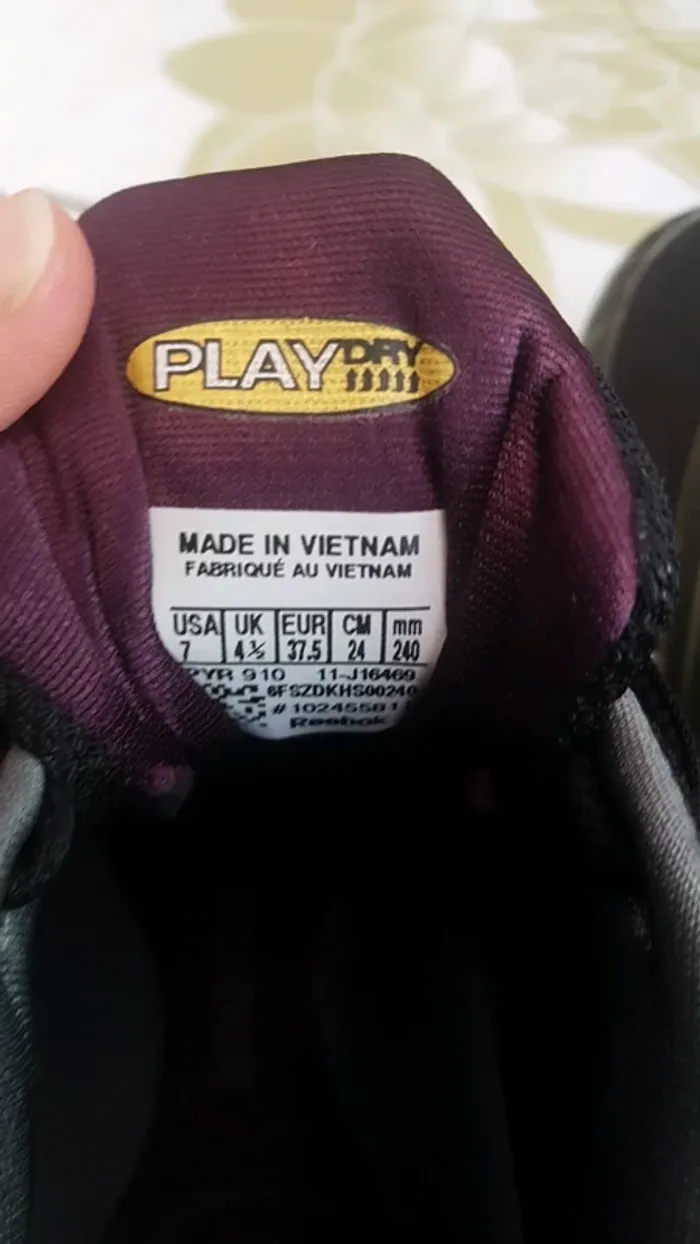 PLAYDRY
MADE IN VIETNAM
FABRIQUÉ AU VIETNAM
USA UK EUR CM mm
7 4½ 37.5 24 240
910 11-J16469
6FSZDKHS00240
Reebok